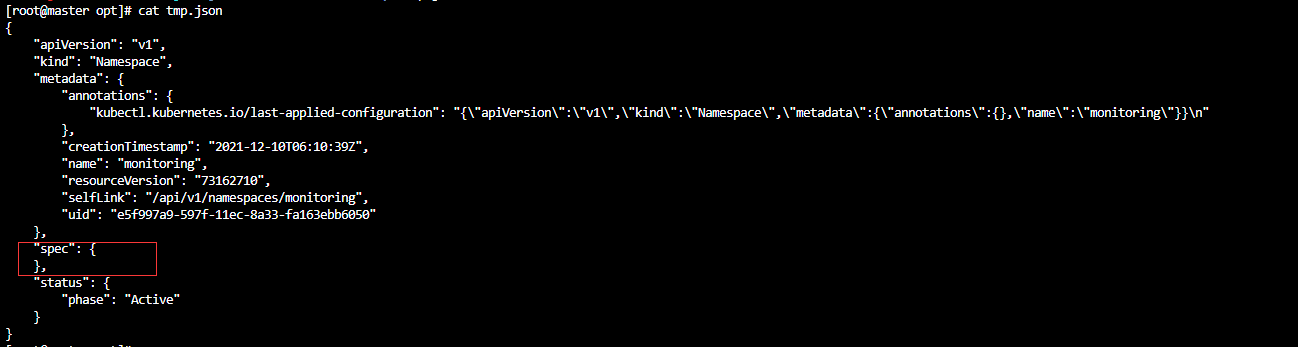 [root@master opt]# cat tmp.json
{
    "apiVersion": "v1",
    "kind": "Namespace",
    "metadata": {
        "annotations": {
            "kubectl.kubernetes.io/last-applied-configuration": "{\"apiVersion\":\"v1\",\"kind\":\"Namespace\",\"metadata\":{\"annotations\":{},\"name\":\"monitoring\"}}\n"
        },
        "creationTimestamp": "2021-12-10T06:10:39Z",
        "name": "monitoring",
        "resourceVersion": "73162710",
        "selfLink": "/api/v1/namespaces/monitoring",
        "uid": "e5f997a9-597f-11ec-8a33-fa163ebb6050"
    },
    "spec": {
    },
    "status": {
        "phase": "Active"
    }
}